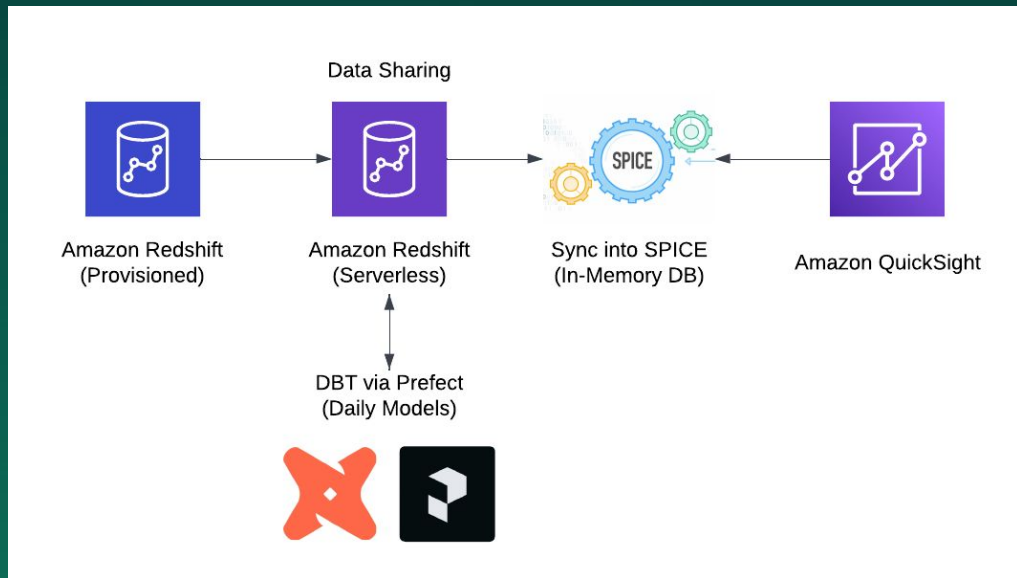 Data Sharing
SPICE
Amazon Redshift
(Provisioned)
Amazon Redshift
(Serverless)
Sync into SPICE
(In-Memory DB)
Amazon QuickSight
DBT via Prefect
(Daily Models)